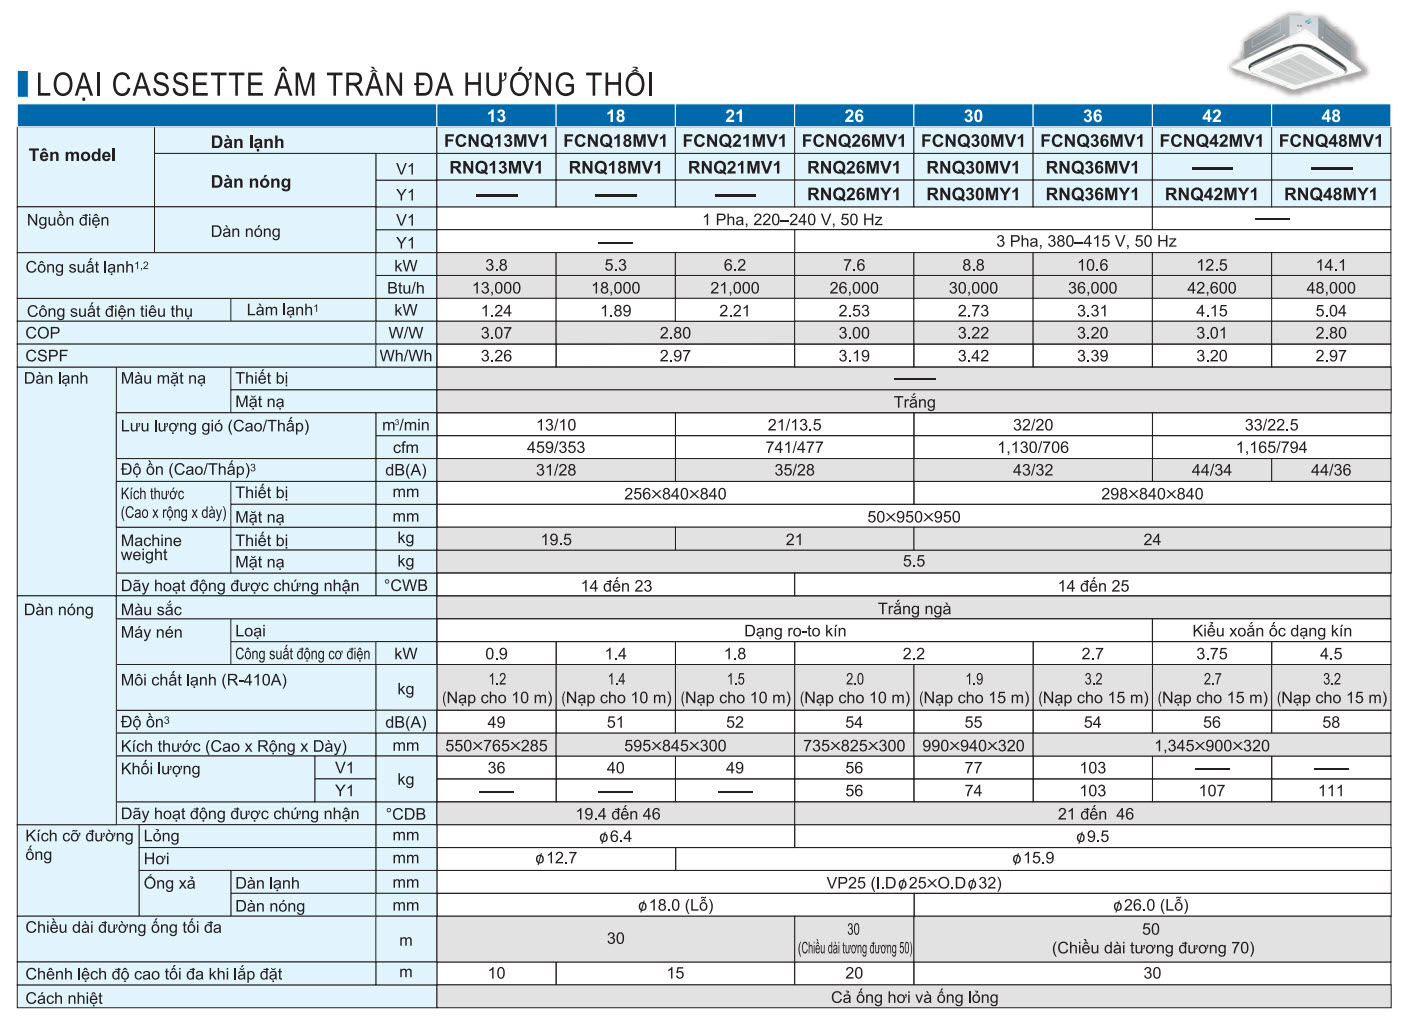 LOẠI CASSETTE ÂM TRẦN ĐA HƯỚNG THỔI
13 18 21 26 30 36 42 48
Tên model Dàn lạnh FCNQ13MV1 FCNQ18MV1 FCNQ21MV1 FCNQ26MV1 FCNQ30MV1 FCNQ36MV1 FCNQ42MV1 FCNQ48MV1
Dàn nóng V1 RNQ13MV1 RNQ18MV1 RNQ21MV1 RNQ26MV1 RNQ30MV1 RNQ36MV1 — —
Y1 — — — RNQ26MY1 RNQ30MY1 RNQ36MY1 RNQ42MY1 RNQ48MY1
Nguồn điện Dàn nóng V1 1 Pha, 220–240 V, 50 Hz —
Y1 — 3 Pha, 380–415 V, 50 Hz
Công suất lạnh1,2 kW 3.8 5.3 6.2 7.6 8.8 10.6 12.5 14.1
Btu/h 13,000 18,000 21,000 26,000 30,000 36,000 42,600 48,000
Công suất điện tiêu thụ Làm lạnh1 kW 1.24 1.89 2.21 2.53 2.73 3.31 4.15 5.04
COP W/W 3.07 2.80 3.00 3.22 3.20 3.01 2.80
CSPF Wh/Wh 3.26 2.97 3.19 3.42 3.39 3.20 2.97
Dàn lạnh Màu mặt nạ Thiết bị —
Mặt nạ Trắng
Lưu lượng gió (Cao/Thấp) m³/min 13/10 21/13.5 32/20 33/22.5
cfm 459/353 741/477 1,130/706 1,165/794
Độ ồn (Cao/Thấp)3 dB(A) 31/28 35/28 43/32 44/34 44/36
Kích thước (Cao x rộng x dày) Thiết bị mm 256×840×840 298×840×840
Mặt nạ mm 50×950×950
Machine weight Thiết bị kg 19.5 21 24
Mặt nạ kg 5.5
Dãy hoạt động được chứng nhận °CWB 14 đến 23 14 đến 25
Dàn nóng Màu sắc Trắng ngà
Máy nén Loại Dạng ro-to kín Kiểu xoắn ốc dạng kín
Công suất động cơ điện kW 0.9 1.4 1.8 2.2 2.7 3.75 4.5
Môi chất lạnh (R-410A) kg 1.2 1.4 1.5 2.0 1.9 3.2 2.7 3.2
(Nạp cho 10 m) (Nạp cho 10 m) (Nạp cho 10 m) (Nạp cho 10 m) (Nạp cho 15 m) (Nạp cho 15 m) (Nạp cho 15 m) (Nạp cho 15 m)
Độ ồn3 dB(A) 49 51 52 54 55 54 56 58
Kích thước (Cao x Rộng x Dày) mm 550×765×285 595×845×300 735×825×300 990×940×320 1,345×900×320
Khối lượng V1 kg 36 40 49 56 77 103 — —
Y1 — — — 56 74 103 107 111
Dãy hoạt động được chứng nhận °CDB 19.4 đến 46 21 đến 46
Kích cỡ đường ống Lỏng mm ø6.4 ø9.5
Hơi mm ø12.7 ø15.9
Ống xả Dàn lạnh mm VP25 (I.Dø25×O.Dø32)
Dàn nóng mm ø18.0 (Lỗ) ø26.0 (Lỗ)
Chiều dài đường ống tối đa m 30 30 50
(Chiều dài tương đương 50) (Chiều dài tương đương 70)
Chênh lệch độ cao tối đa khi lắp đặt m 10 15 20 30
Cách nhiệt Cả ống hơi và ống lỏng